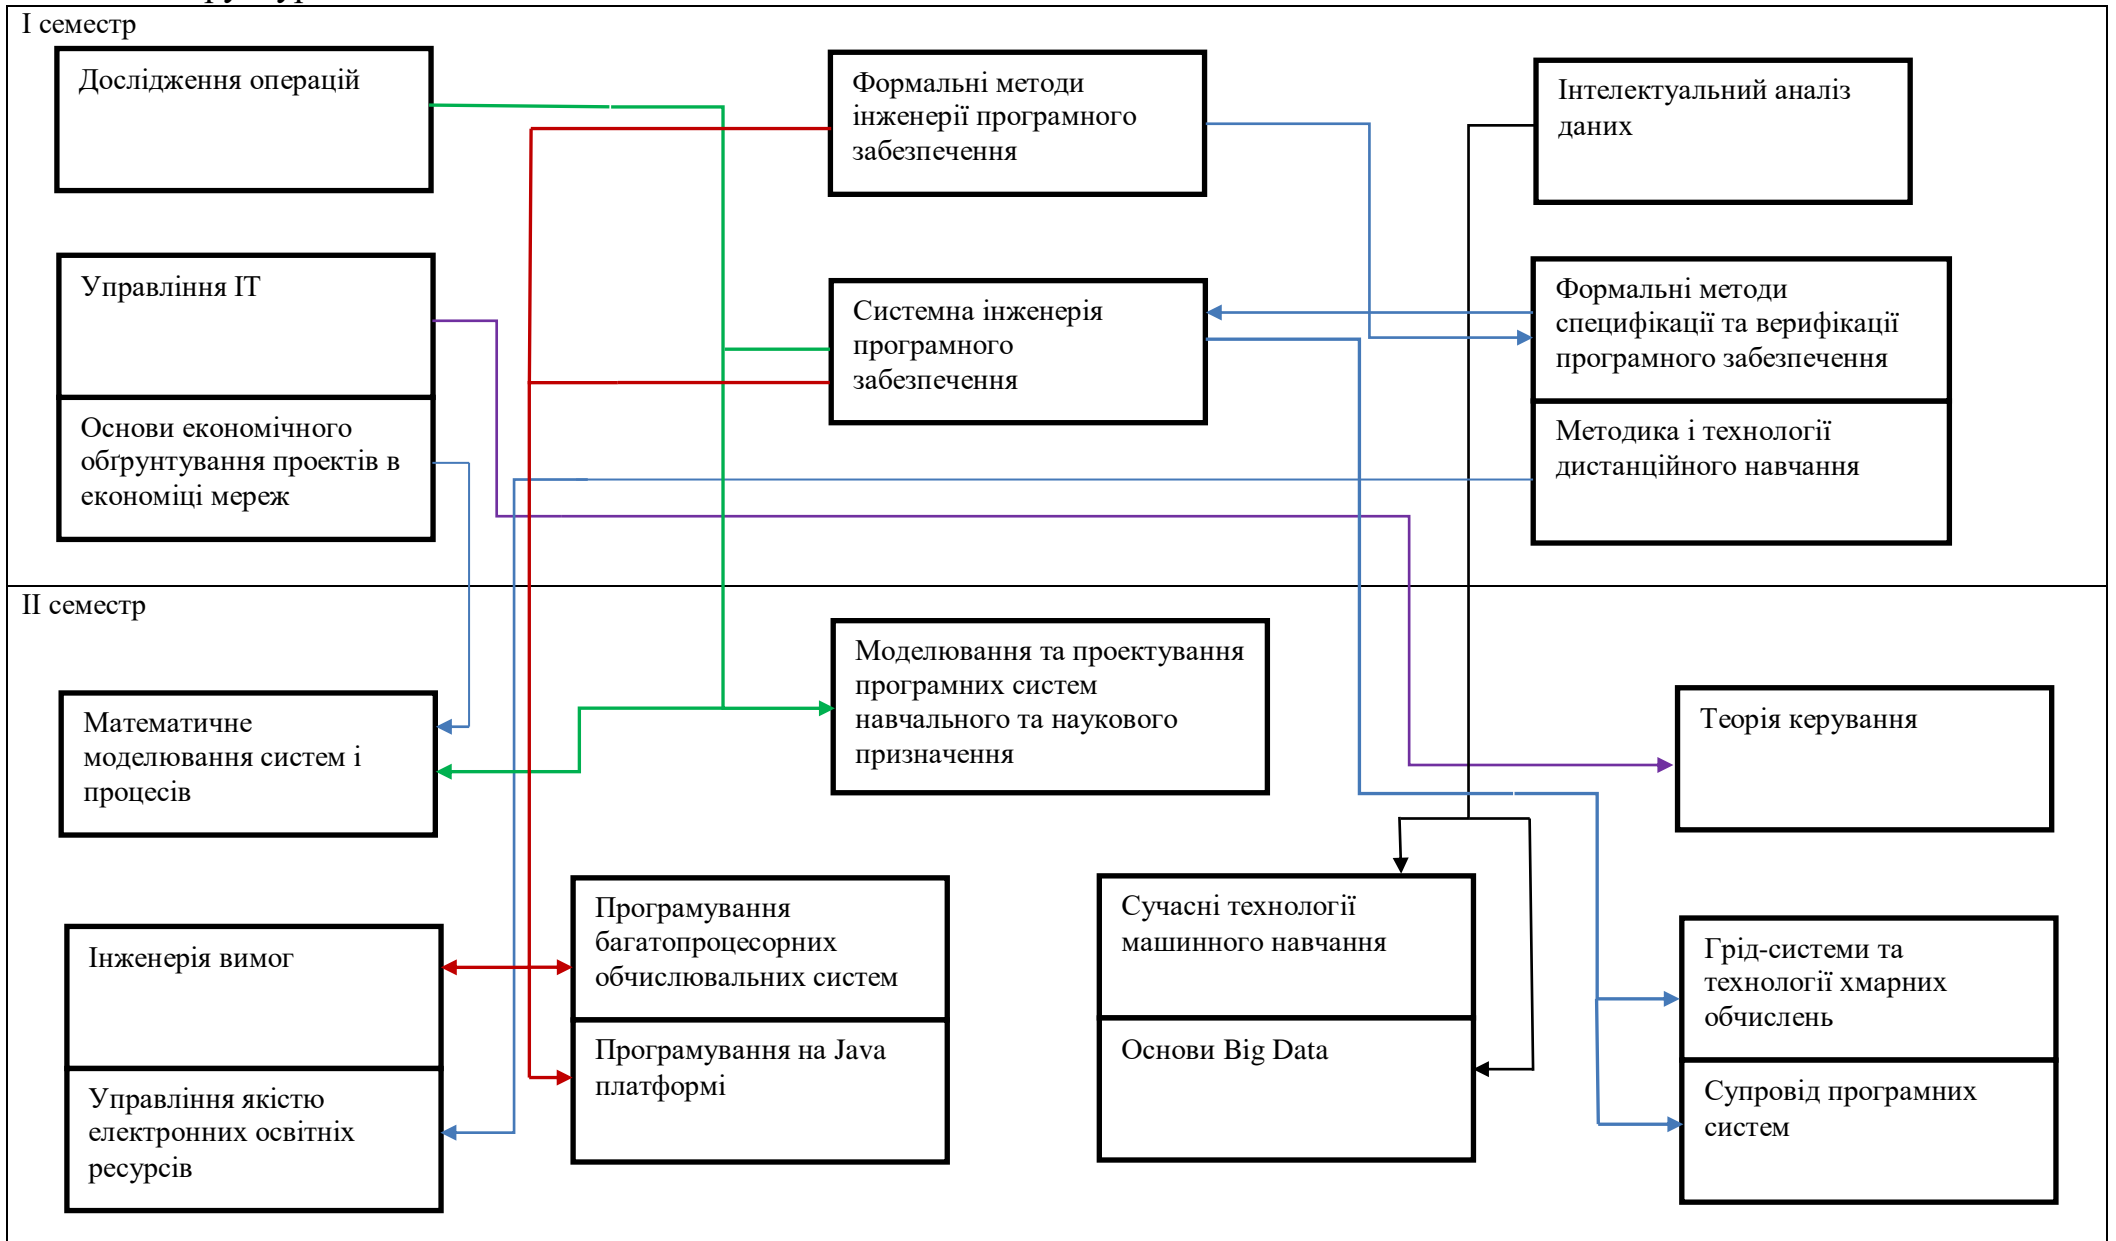 І семестр
Дослідження операцій
Формальні методи
інженерії програмного
забезпечення
Інтелектуальний аналіз
даних
Управління ІТ
Основи економічного
обґрунтування проектів в
економіці мереж
Системна інженерія
програмного
забезпечення
Формальні методи
специфікації та верифікації
програмного забезпечення
Методика і технології
дистанційного навчання
ІІ семестр
Математичне
моделювання систем і
процесів
Моделювання та проектування
програмних систем
навчального та наукового
призначення
Теорія керування
Інженерія вимог
Управління якістю
електронних освітніх
ресурсів
Програмування
багатопроцесорних
обчислювальних систем
Програмування на Java
платформі
Сучасні технології
машинного навчання
Основи Big Data
Грід-системи та
технології хмарних
обчислень
Супровід програмних
систем